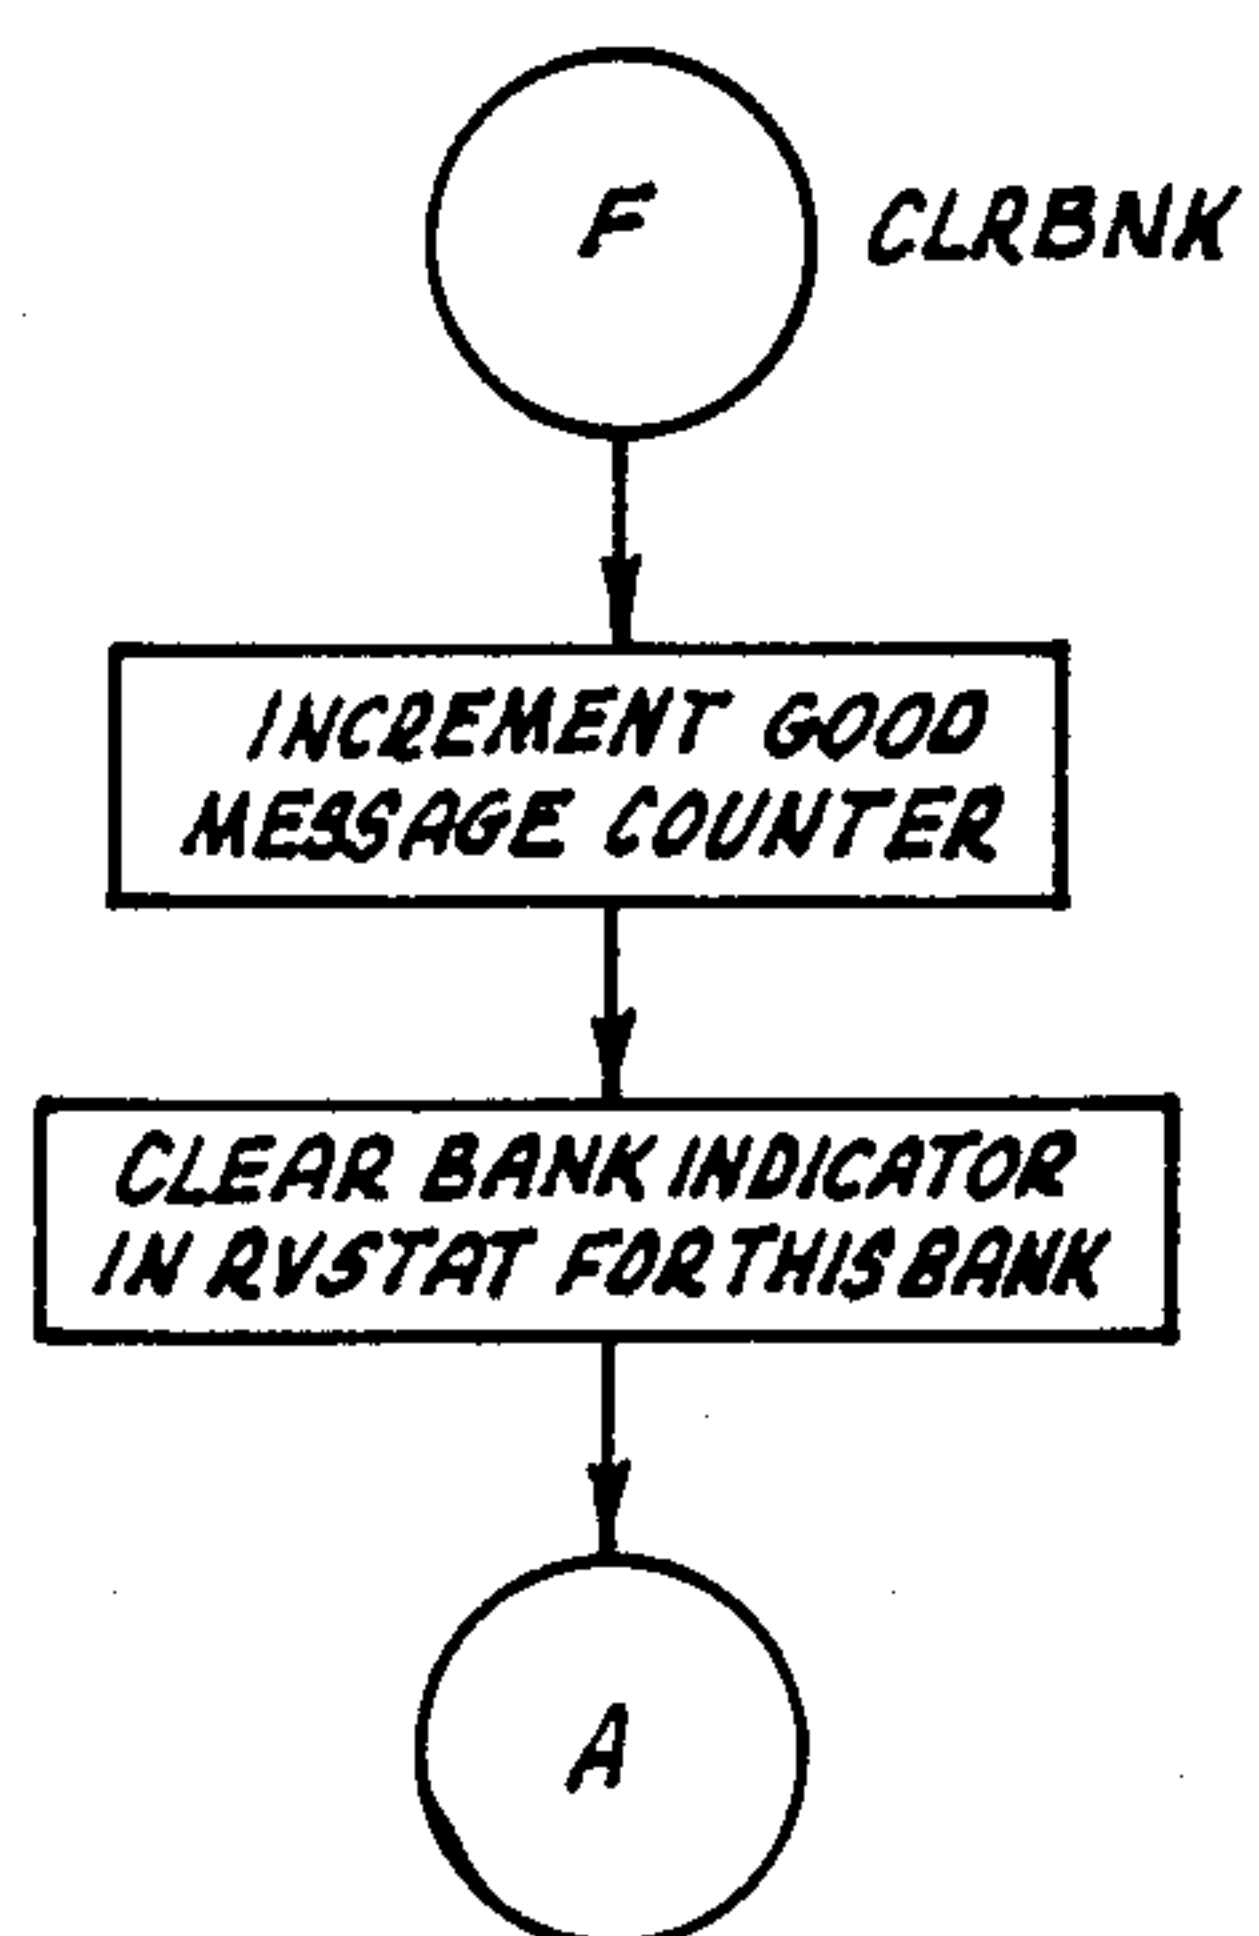 F CLRBNK
INCREMENT GOOD
MESSAGE COUNTER
CLEAR BANK INDICATOR
IN RVSTAT FOR THIS BANK
A